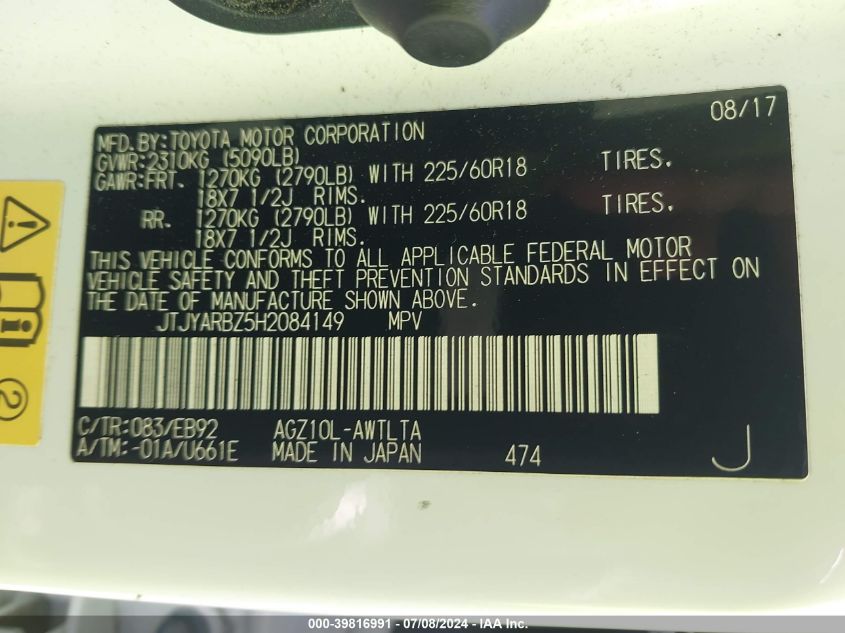 08/17
MFD.BY:TOYOTA MOTOR CORPORATION
GVWR:2310KG (5090LB)
GAWR:FRT. 1270KG (2790LB) WITH 225/60R18 TIRES.
18X7 1/2J RIMS.
RR. 1270KG (2790LB) WITH 225/60R18 TIRES.
18X7 1/2J RIMS.
THIS VEHICLE CONFORMS TO ALL APPLICABLE FEDERAL MOTOR
VEHICLE SAFETY AND THEFT PREVENTION STANDARDS IN EFFECT ON
THE DATE OF MANUFACTURE SHOWN ABOVE.
JTJYARBZ5H2084149 MPV
C/TR:083/EB92 AGZ10L-AWTLTA
A/TM:-01A/U661E MADE IN JAPAN 474 J
2
000-39816991 - 07/08/2024 - IAA Inc.